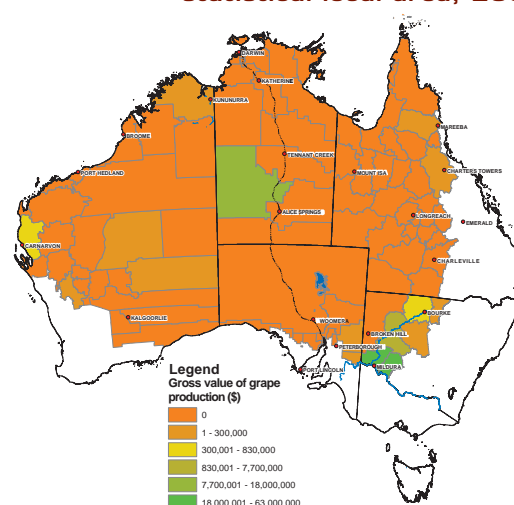 DARWIN
KATHERINE
KUNUNURRA
BROOME
MAREEBA
TENNANT CREEK
PORT HEDLAND
MOUNT ISA
CHARTERS TOWERS
ALICE SPRINGS
LONGREACH
EMERALD
CARNARVON
CHARLEVILLE
BOURKE
KALGOORLIE
WOOMERA
BROKEN HILL
PETERBOROUGH
PORT LINCOLN
MILDURA
Legend
Gross value of grape
production ($)
0
1 - 300,000
300,001 - 830,000
830,001 - 7,700,000
7,700,001 - 18,000,000
18,000,001 - 63,000,000